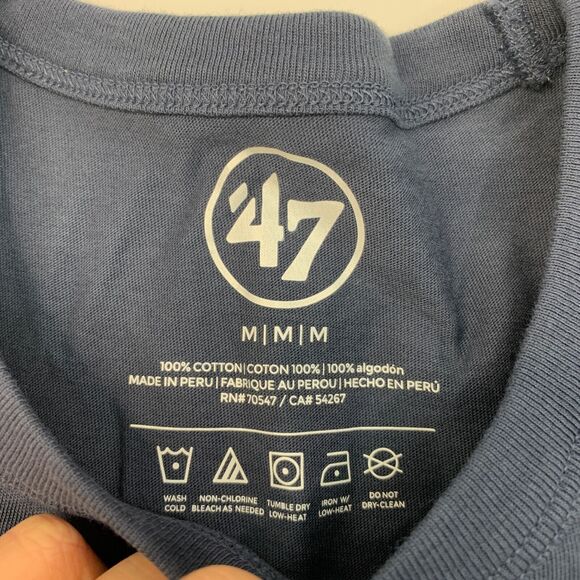 '47
M|M|M
100% COTTON|COTON 100%|100% algodón
MADE IN PERU|FABRIQUE AU PEROU|HECHO EN PERÚ
RN# 70547 / CA# 54267
WASH COLD
NON-CHLORINE BLEACH AS NEEDED
TUMBLE DRY LOW-HEAT
IRON W/ LOW-HEAT
DO NOT DRY-CLEAN